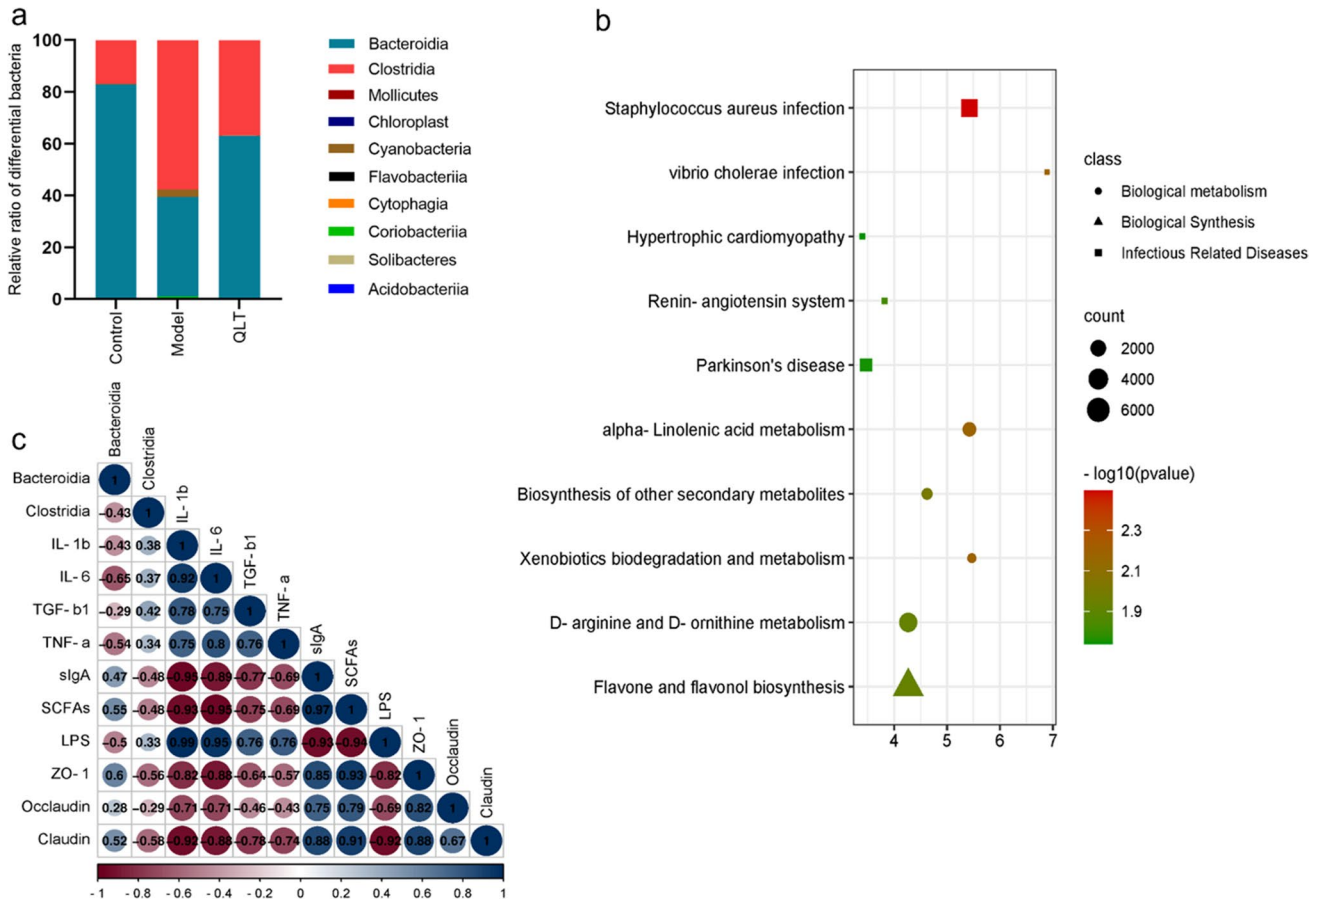 a
Relative ratio of differential bacteria
100
80
60
40
20
0
Control
Model
QLT
Bacteroidia
Clostridia
Mollicutes
Chloroplast
Cyanobacteria
Flavobacteriia
Cytophagia
Coriobacteriia
Solibacteres
Acidobacteriia
b
Staphylococcus aureus infection
vibrio cholerae infection
Hypertrophic cardiomyopathy
Renin- angiotensin system
Parkinson's disease
alpha- Linolenic acid metabolism
Biosynthesis of other secondary metabolites
Xenobiotics biodegradation and metabolism
D- arginine and D- ornithine metabolism
Flavone and flavonol biosynthesis
4 5 6 7
class
Biological metabolism
Biological Synthesis
Infectious Related Diseases
count
2000
4000
6000
- log10(pvalue)
2.3
2.1
1.9
c
Bacteroidia
Clostridia
IL- 1b
IL- 6
TGF- b1
TNF- a
sIgA
SCFAs
LPS
ZO- 1
Occlaudin
Claudin
Bacteroidia 1
Clostridia -0.43 1
IL- 1b -0.43 0.38 1
IL- 6 -0.65 0.37 0.92 1
TGF- b1 -0.29 0.42 0.78 0.75 1
TNF- a -0.54 0.34 0.75 0.8 0.76 1
sIgA 0.47 -0.48 -0.95 -0.89 -0.77 -0.69 1
SCFAs 0.55 -0.48 -0.93 -0.95 -0.75 -0.69 0.97 1
LPS -0.5 0.33 0.99 0.95 0.76 0.76 -0.93 -0.94 1
ZO- 1 0.6 -0.56 -0.82 -0.88 -0.64 -0.57 0.85 0.93 -0.82 1
Occlaudin 0.28 -0.29 -0.71 -0.71 -0.46 -0.43 0.75 0.79 -0.69 0.82 1
Claudin 0.52 -0.58 -0.92 -0.88 -0.78 -0.74 0.88 0.91 -0.92 0.88 0.67 1
- 1 - 0.8 - 0.6 - 0.4 - 0.2 0 0.2 0.4 0.6 0.8 1